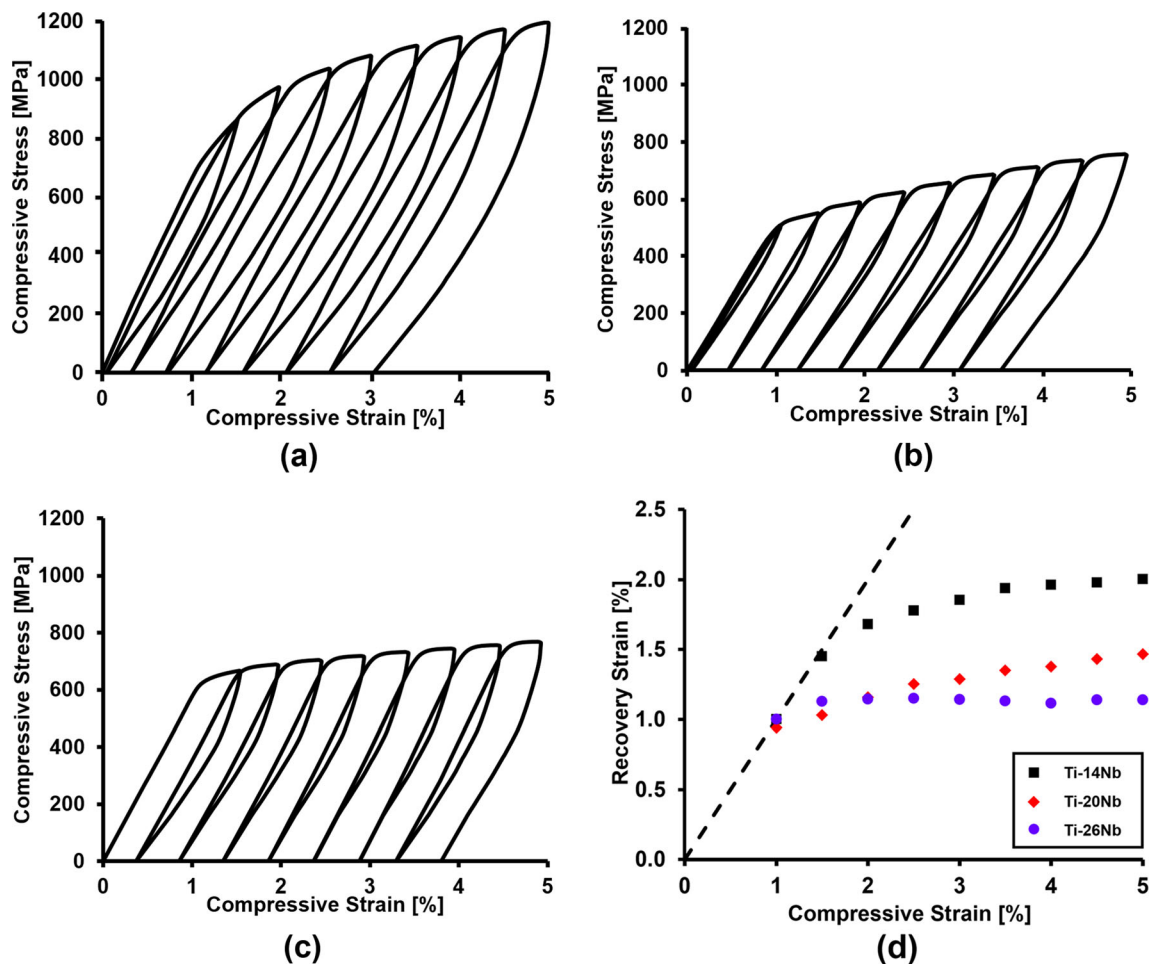 1200
1000
800
600
400
200
0
Compressive Stress [MPa]
0 1 2 3 4 5
Compressive Strain [%]
(a)
1200
1000
800
600
400
200
0
Compressive Stress [MPa]
0 1 2 3 4 5
Compressive Strain [%]
(b)
1200
1000
800
600
400
200
0
Compressive Stress [MPa]
0 1 2 3 4 5
Compressive Strain [%]
(c)
2.5
2.0
1.5
1.0
0.5
0.0
Recovery Strain [%]
Ti-14Nb
Ti-20Nb
Ti-26Nb
0 1 2 3 4 5
Compressive Strain [%]
(d)